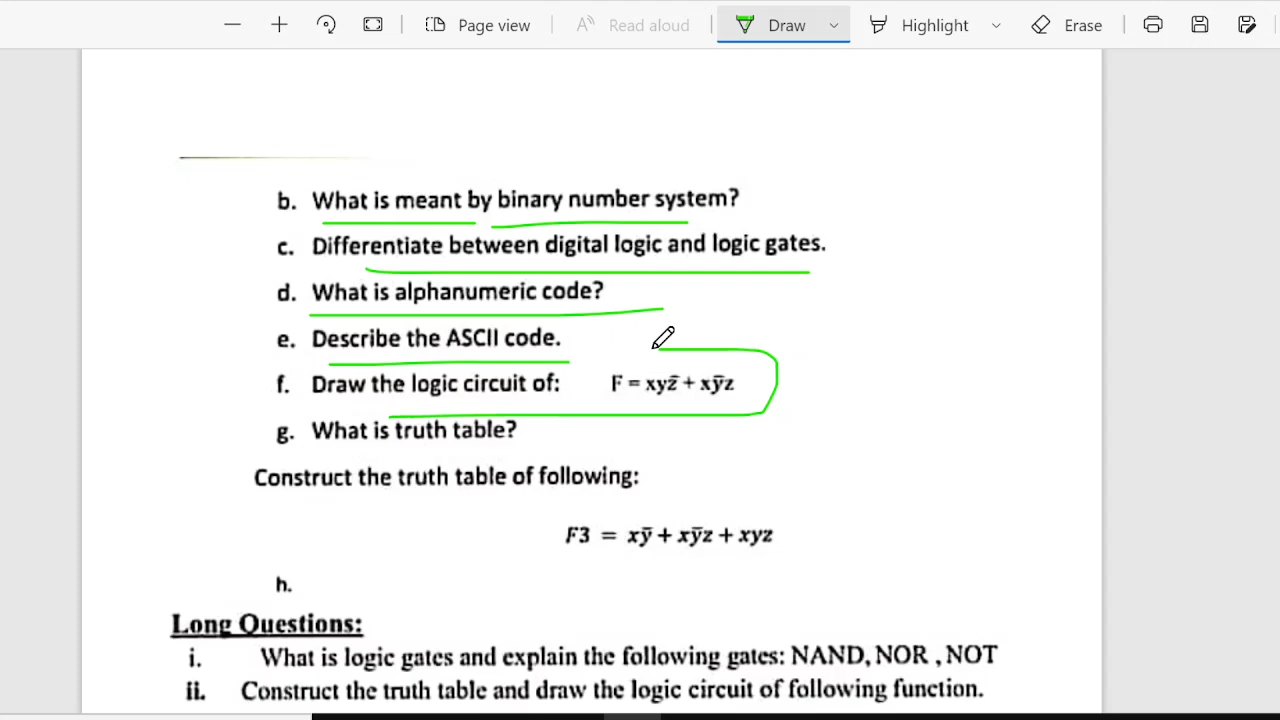 Page view Read aloud Draw Highlight Erase
b. What is meant by binary number system?
c. Differentiate between digital logic and logic gates.
d. What is alphanumeric code?
e. Describe the ASCII code.
f. Draw the logic circuit of: F = xyz̄ + xȳz
g. What is truth table?
Construct the truth table of following:
F3 = xȳ + xȳz + xyz
h.
Long Questions:
i. What is logic gates and explain the following gates: NAND, NOR , NOT
ii. Construct the truth table and draw the logic circuit of following function.